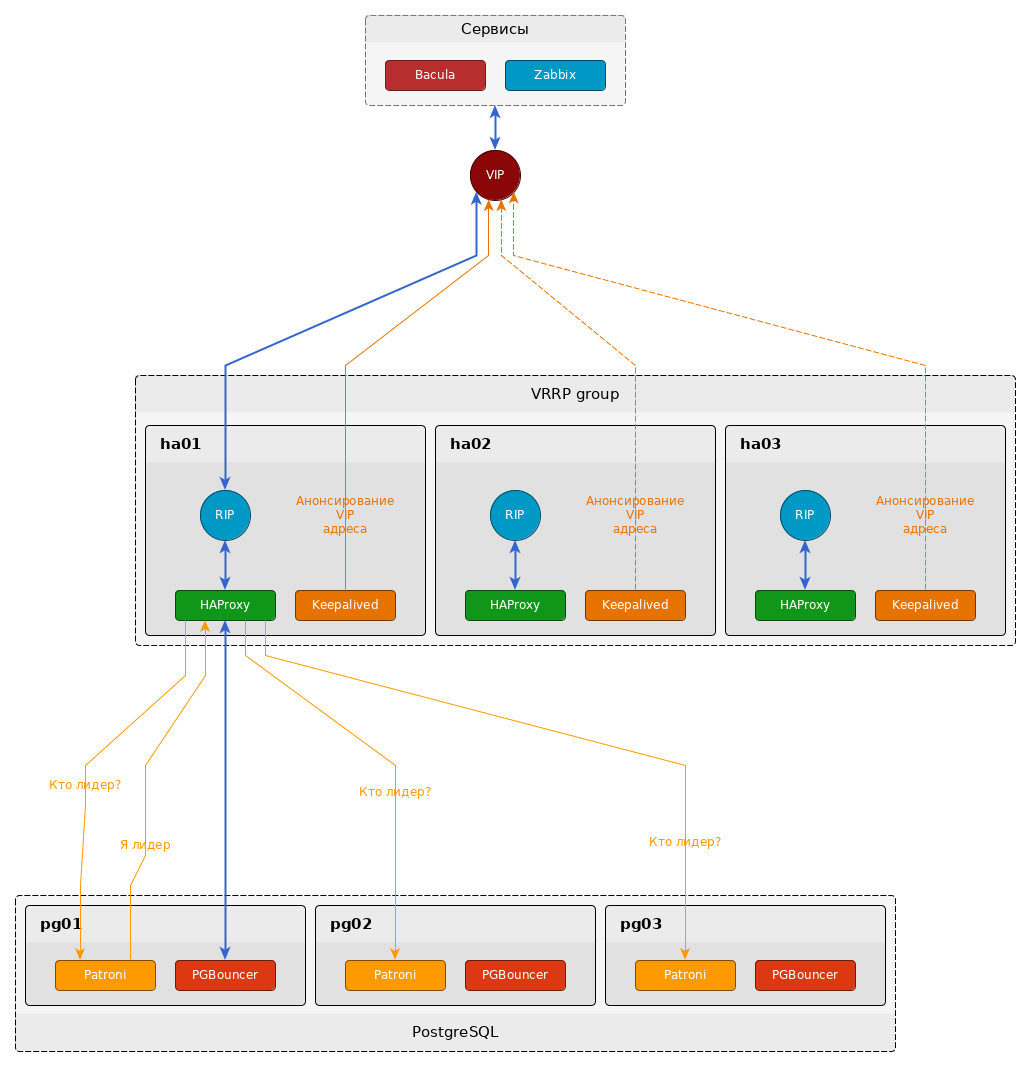 Сервисы
Bacula
Zabbix
VIP
VRRP group
ha01
ha02
ha03
RIP
Анонсирование
VIP
адреса
RIP
Анонсирование
VIP
адреса
RIP
Анонсирование
VIP
адреса
HAProxy
Keepalived
HAProxy
Keepalived
HAProxy
Keepalived
Кто лидер?
Кто лидер?
Я лидер
Кто лидер?
pg01
pg02
pg03
Patroni
PGBouncer
Patroni
PGBouncer
Patroni
PGBouncer
PostgreSQL